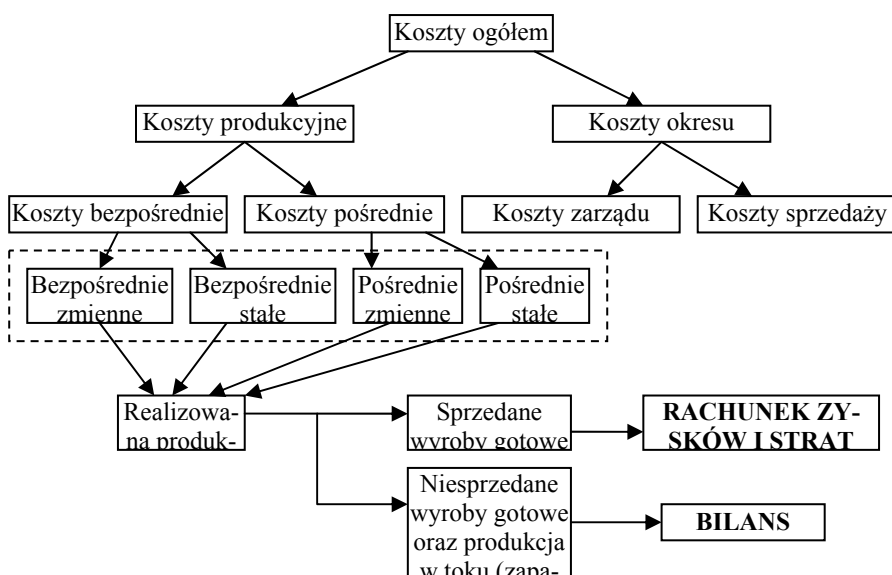 Koszty ogółem
Koszty produkcyjne
Koszty okresu
Koszty bezpośrednie
Koszty pośrednie
Koszty zarządu
Koszty sprzedaży
Bezpośrednie
zmienne
Bezpośrednie
stałe
Pośrednie
zmienne
Pośrednie
stałe
Realizowa-
na produk-
Sprzedane
wyroby gotowe
RACHUNEK ZY-
SKÓW I STRAT
Niesprzedane
wyroby gotowe
oraz produkcja
w toku (zapa-
BILANS